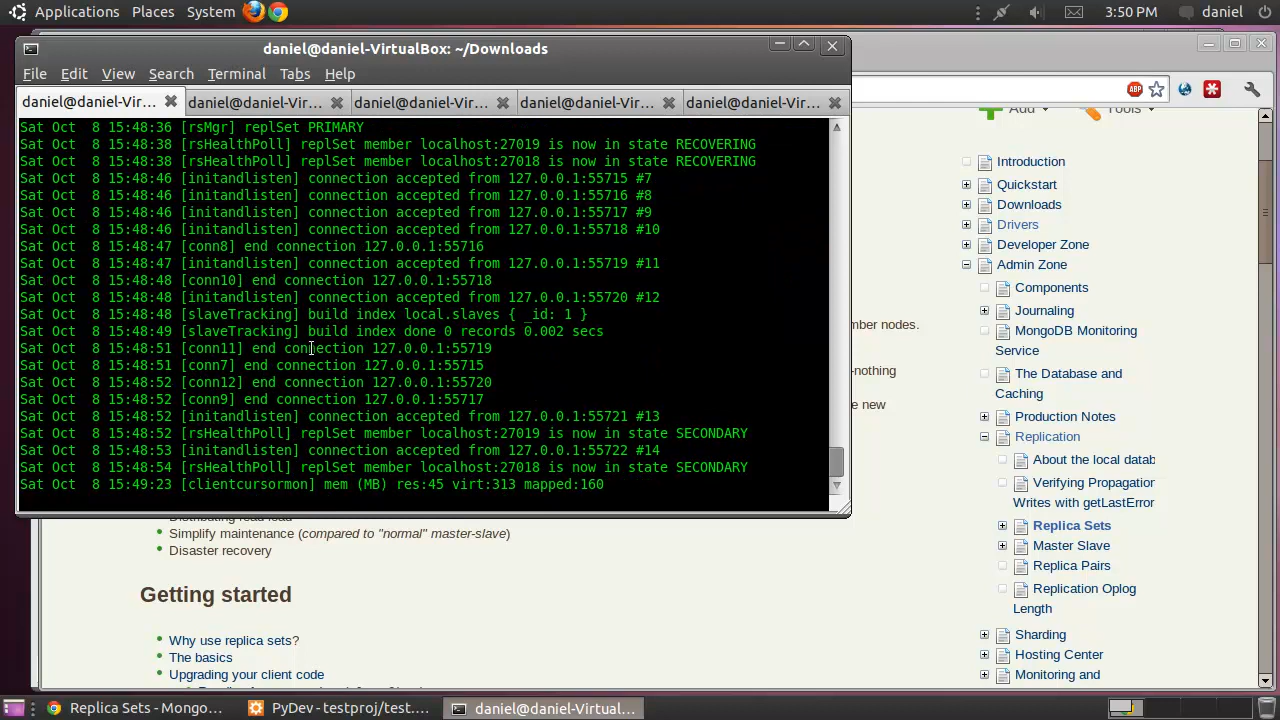 Applications Places System 3:50 PM daniel
daniel@daniel-VirtualBox: ~/Downloads
File Edit View Search Terminal Tabs Help
daniel@daniel-Vir... daniel@daniel-Vir... daniel@daniel-Vir... daniel@daniel-Vir... daniel@daniel-Vir...
Sat Oct  8 15:48:36 [rsMgr] replSet PRIMARY
Sat Oct  8 15:48:38 [rsHealthPoll] replSet member localhost:27019 is now in state RECOVERING
Sat Oct  8 15:48:38 [rsHealthPoll] replSet member localhost:27018 is now in state RECOVERING
Sat Oct  8 15:48:46 [initandlisten] connection accepted from 127.0.0.1:55715 #7
Sat Oct  8 15:48:46 [initandlisten] connection accepted from 127.0.0.1:55716 #8
Sat Oct  8 15:48:46 [initandlisten] connection accepted from 127.0.0.1:55717 #9
Sat Oct  8 15:48:46 [initandlisten] connection accepted from 127.0.0.1:55718 #10
Sat Oct  8 15:48:47 [conn8] end connection 127.0.0.1:55716
Sat Oct  8 15:48:47 [initandlisten] connection accepted from 127.0.0.1:55719 #11
Sat Oct  8 15:48:48 [conn10] end connection 127.0.0.1:55718
Sat Oct  8 15:48:48 [initandlisten] connection accepted from 127.0.0.1:55720 #12
Sat Oct  8 15:48:48 [slaveTracking] build index local.slaves { _id: 1 }
Sat Oct  8 15:48:49 [slaveTracking] build index done 0 records 0.002 secs
Sat Oct  8 15:48:51 [conn11] end connection 127.0.0.1:55719
Sat Oct  8 15:48:51 [conn7] end connection 127.0.0.1:55715
Sat Oct  8 15:48:52 [conn12] end connection 127.0.0.1:55720
Sat Oct  8 15:48:52 [conn9] end connection 127.0.0.1:55717
Sat Oct  8 15:48:52 [initandlisten] connection accepted from 127.0.0.1:55721 #13
Sat Oct  8 15:48:52 [rsHealthPoll] replSet member localhost:27019 is now in state SECONDARY
Sat Oct  8 15:48:53 [initandlisten] connection accepted from 127.0.0.1:55722 #14
Sat Oct  8 15:48:54 [rsHealthPoll] replSet member localhost:27018 is now in state SECONDARY
Sat Oct  8 15:49:23 [clientcursormon] mem (MB) res:45 virt:313 mapped:160
ABP
Add Tools
mber nodes.
-nothing
e new
Simplify maintenance (compared to "normal" master-slave)
Disaster recovery
Getting started
Why use replica sets?
The basics
Upgrading your client code
Introduction
Quickstart
Downloads
Drivers
Developer Zone
Admin Zone
Components
Journaling
MongoDB Monitoring
Service
The Database and
Caching
Production Notes
Replication
About the local datab
Verifying Propagation
Writes with getLastError
Replica Sets
Master Slave
Replica Pairs
Replication Oplog
Length
Sharding
Hosting Center
Monitoring and
Replica Sets - Mongo... PyDev - testproj/test.... daniel@daniel-Virtual...